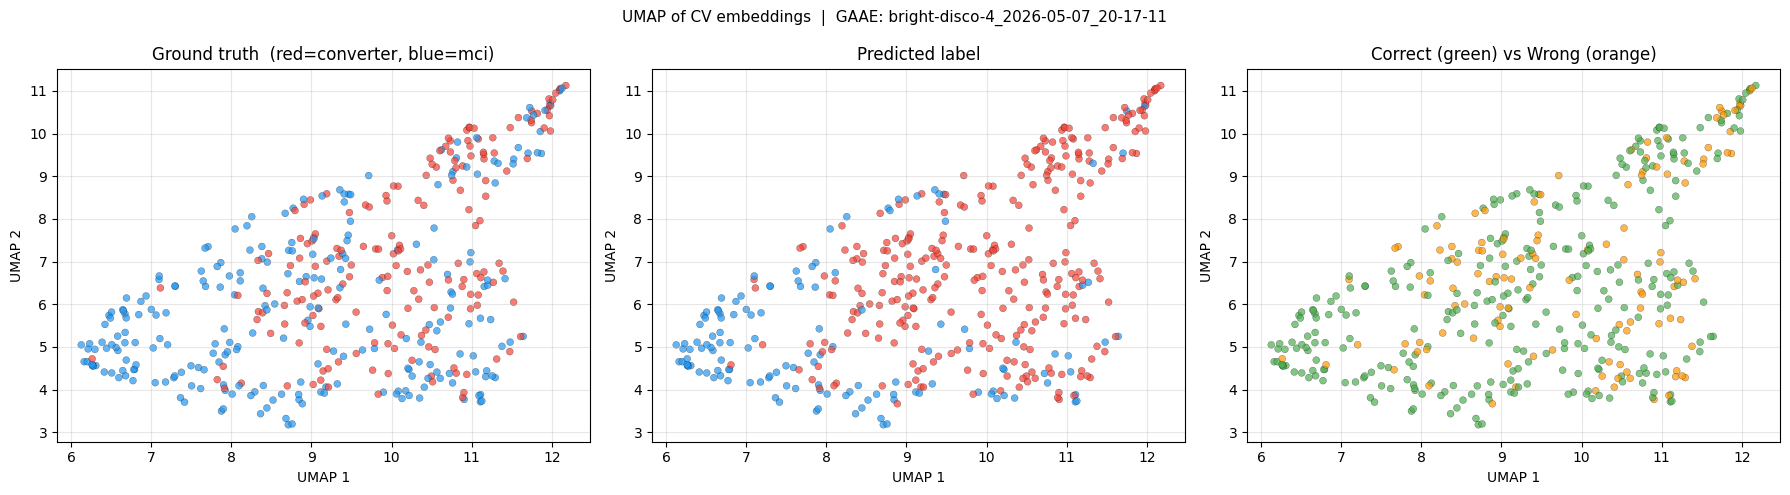 UMAP of CV embeddings | GAAE: bright-disco-4_2026-05-07_20-17-11
Ground truth (red=converter, blue=mci)
UMAP 2
11
10
9
8
7
6
5
4
3
6 7 8 9 10 11 12
UMAP 1
Predicted label
UMAP 2
11
10
9
8
7
6
5
4
3
6 7 8 9 10 11 12
UMAP 1
Correct (green) vs Wrong (orange)
UMAP 2
11
10
9
8
7
6
5
4
3
6 7 8 9 10 11 12
UMAP 1